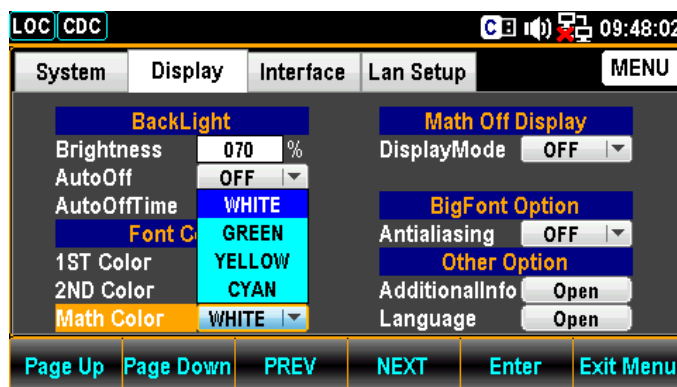 LOC CDC C 09:48:02
System Display Interface Lan Setup MENU
BackLight Math Off Display
Brightness 070 % DisplayMode OFF
AutoOff OFF
AutoOffTime WHITE BigFont Option
Font C GREEN Antialiasing OFF
1ST Color YELLOW Other Option
2ND Color CYAN AdditionalInfo Open
Math Color WHITE Language Open
Page Up Page Down PREV NEXT Enter Exit Menu